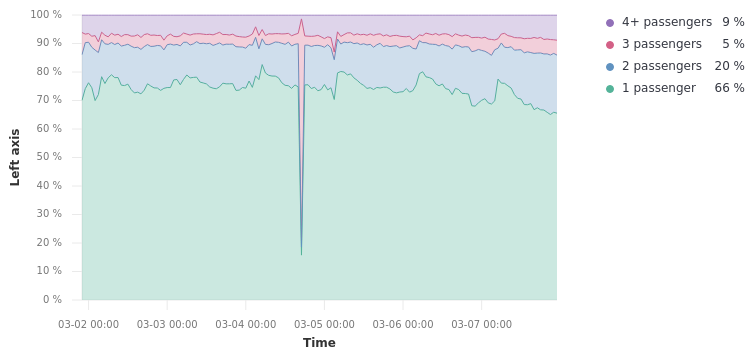 100 %
90 %
80 %
70 %
60 %
50 %
40 %
30 %
20 %
10 %
0 %
Left axis
03-02 00:00 03-03 00:00 03-04 00:00 03-05 00:00 03-06 00:00 03-07 00:00
Time
4+ passengers 9 %
3 passengers 5 %
2 passengers 20 %
1 passenger 66 %